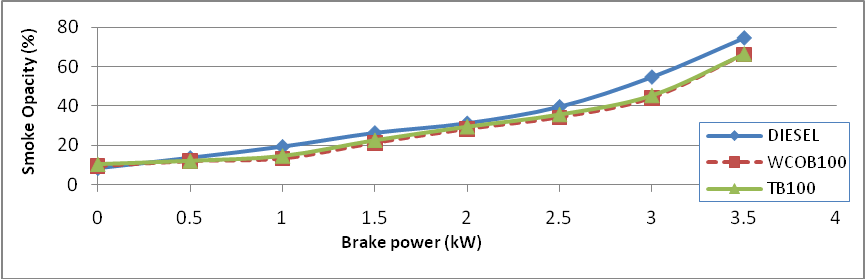 Smoke Opacity (%)
80
60
40
20
0
0 0.5 1 1.5 2 2.5 3 3.5 4
Brake power (kW)
DIESEL
WCOB100
TB100